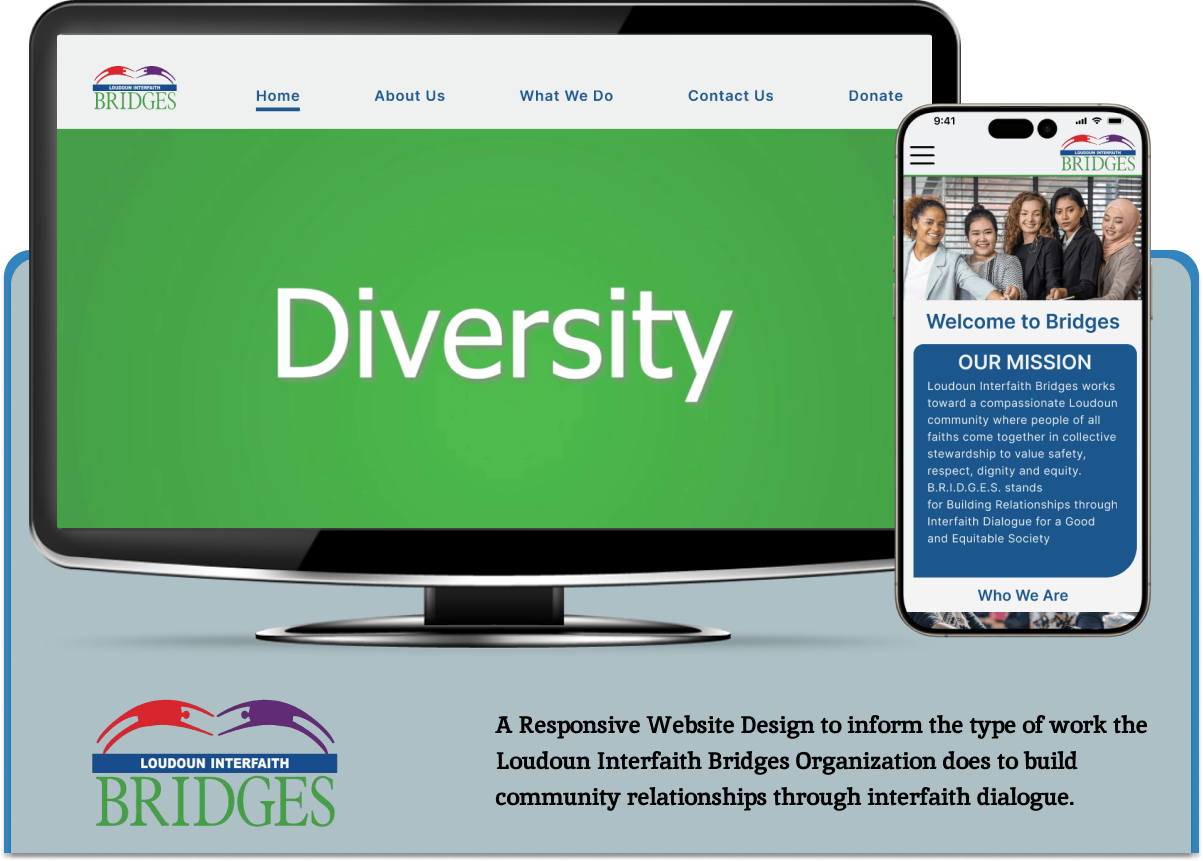 LOUDOUN INTERFAITH
BRIDGES
Home About Us What We Do Contact Us Donate
Diversity
9:41
LOUDOUN INTERFAITH
BRIDGES
Welcome to Bridges
OUR MISSION
Loudoun Interfaith Bridges works
toward a compassionate Loudoun
community where people of all
faiths come together in collective
stewardship to value safety,
respect, dignity and equity.
B.R.I.D.G.E.S. stands
for Building Relationships through
Interfaith Dialogue for a Good
and Equitable Society
Who We Are
LOUDOUN INTERFAITH
BRIDGES
A Responsive Website Design to inform the type of work the
Loudoun Interfaith Bridges Organization does to build
community relationships through interfaith dialogue.